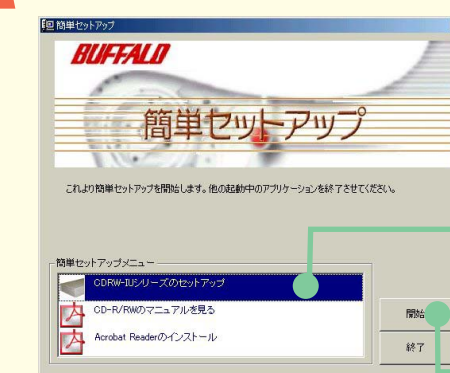 簡単セットアップ
BUFFALO
簡単セットアップ
これより簡単セットアップを開始します。他の起動中のアプリケーションを終了させてください。
簡単セットアップメニュー
CDRW-IUシリーズのセットアップ
CD-R/RWのマニュアルを見る
Acrobat Readerのインストール
開始
終了